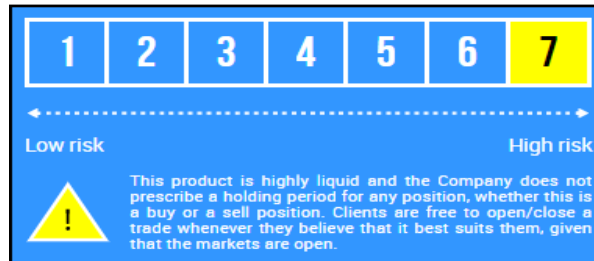 1 2 3 4 5 6 7
Low risk High risk
This product is highly liquid and the Company does not
prescribe a holding period for any position, whether this is
a buy or a sell position. Clients are free to open/close a
trade whenever they believe that it best suits them, given
that the markets are open.
!